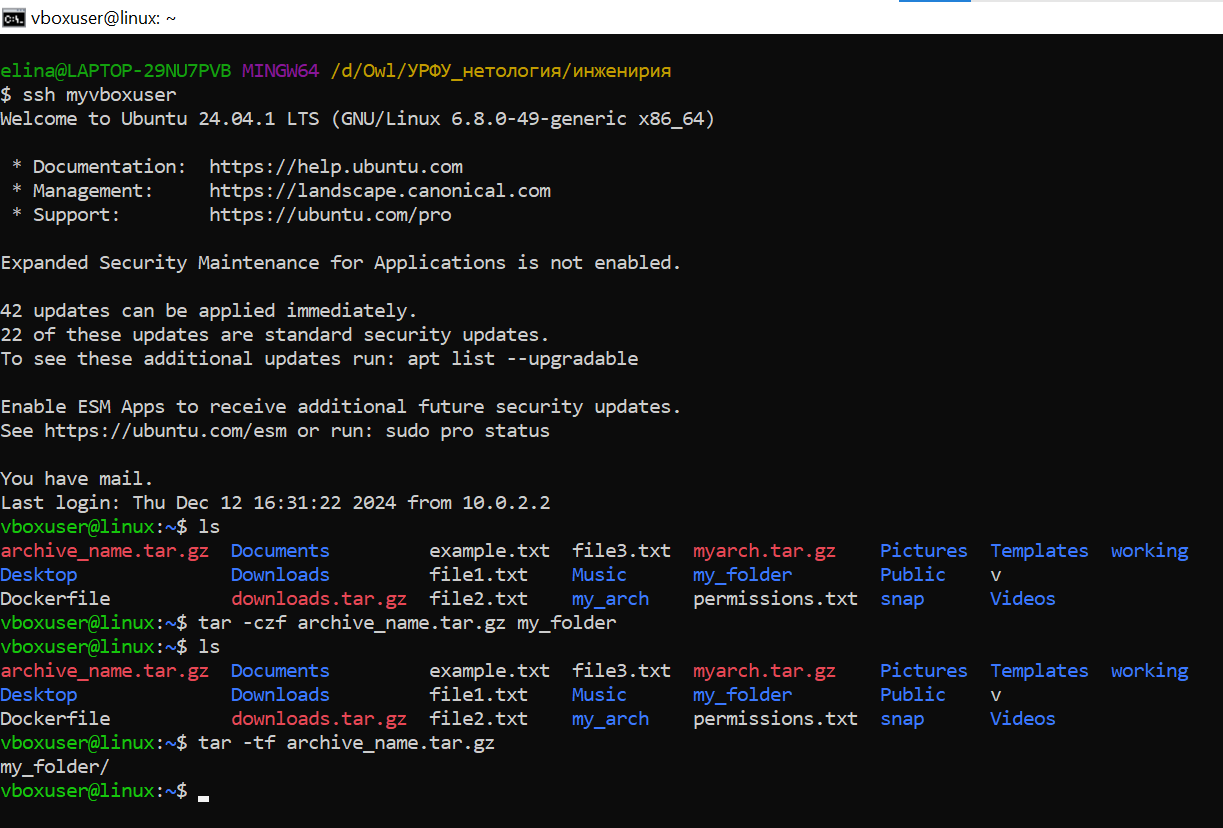 vboxuser@linux: ~
elina@LAPTOP-29NU7PVB MINGW64 /d/Owl/УРФУ_нетология/инженирия
$ ssh myvboxuser
Welcome to Ubuntu 24.04.1 LTS (GNU/Linux 6.8.0-49-generic x86_64)
* Documentation: https://help.ubuntu.com
* Management: https://landscape.canonical.com
* Support: https://ubuntu.com/pro
Expanded Security Maintenance for Applications is not enabled.
42 updates can be applied immediately.
22 of these updates are standard security updates.
To see these additional updates run: apt list --upgradable
Enable ESM Apps to receive additional future security updates.
See https://ubuntu.com/esm or run: sudo pro status
You have mail.
Last login: Thu Dec 12 16:31:22 2024 from 10.0.2.2
vboxuser@linux:~$ ls
archive_name.tar.gz Documents example.txt file3.txt myarch.tar.gz Pictures Templates working
Desktop Downloads file1.txt Music my_folder Public v
Dockerfile downloads.tar.gz file2.txt my_arch permissions.txt snap Videos
vboxuser@linux:~$ tar -czf archive_name.tar.gz my_folder
vboxuser@linux:~$ ls
archive_name.tar.gz Documents example.txt file3.txt myarch.tar.gz Pictures Templates working
Desktop Downloads file1.txt Music my_folder Public v
Dockerfile downloads.tar.gz file2.txt my_arch permissions.txt snap Videos
vboxuser@linux:~$ tar -tf archive_name.tar.gz
my_folder/
vboxuser@linux:~$